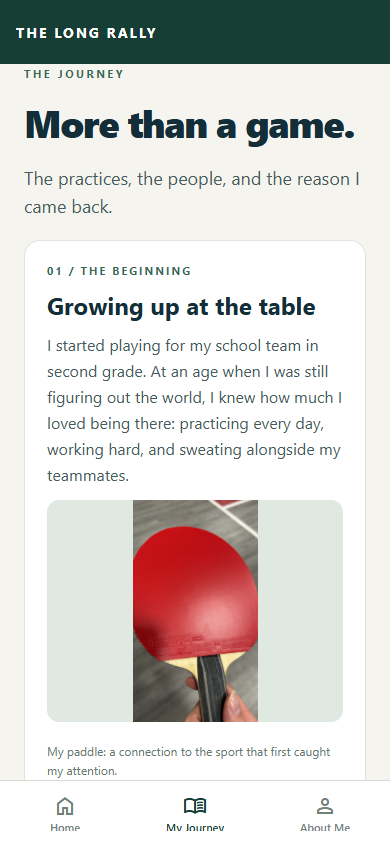 THE LONG RALLY
THE JOURNEY
More than a game.
The practices, the people, and the reason I
came back.
01 / THE BEGINNING
Growing up at the table
I started playing for my school team in
second grade. At an age when I was still
figuring out the world, I knew how much I
loved being there: practicing every day,
working hard, and sweating alongside my
teammates.
My paddle: a connection to the sport that first caught
my attention.
Home
My Journey
About Me